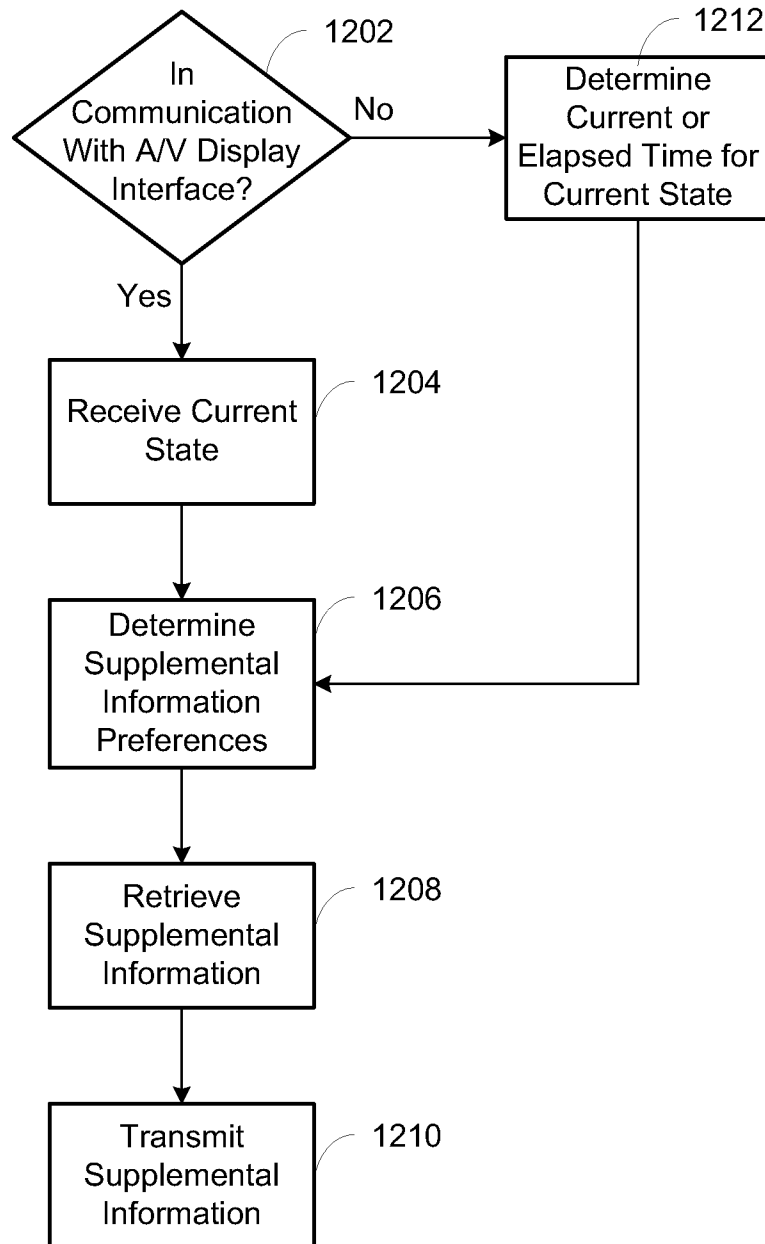 1202
In
Communication
With A/V Display
Interface?
No
1212
Determine
Current or
Elapsed Time for
Current State
Yes
1204
Receive Current
State
1206
Determine
Supplemental
Information
Preferences
1208
Retrieve
Supplemental
Information
1210
Transmit
Supplemental
Information